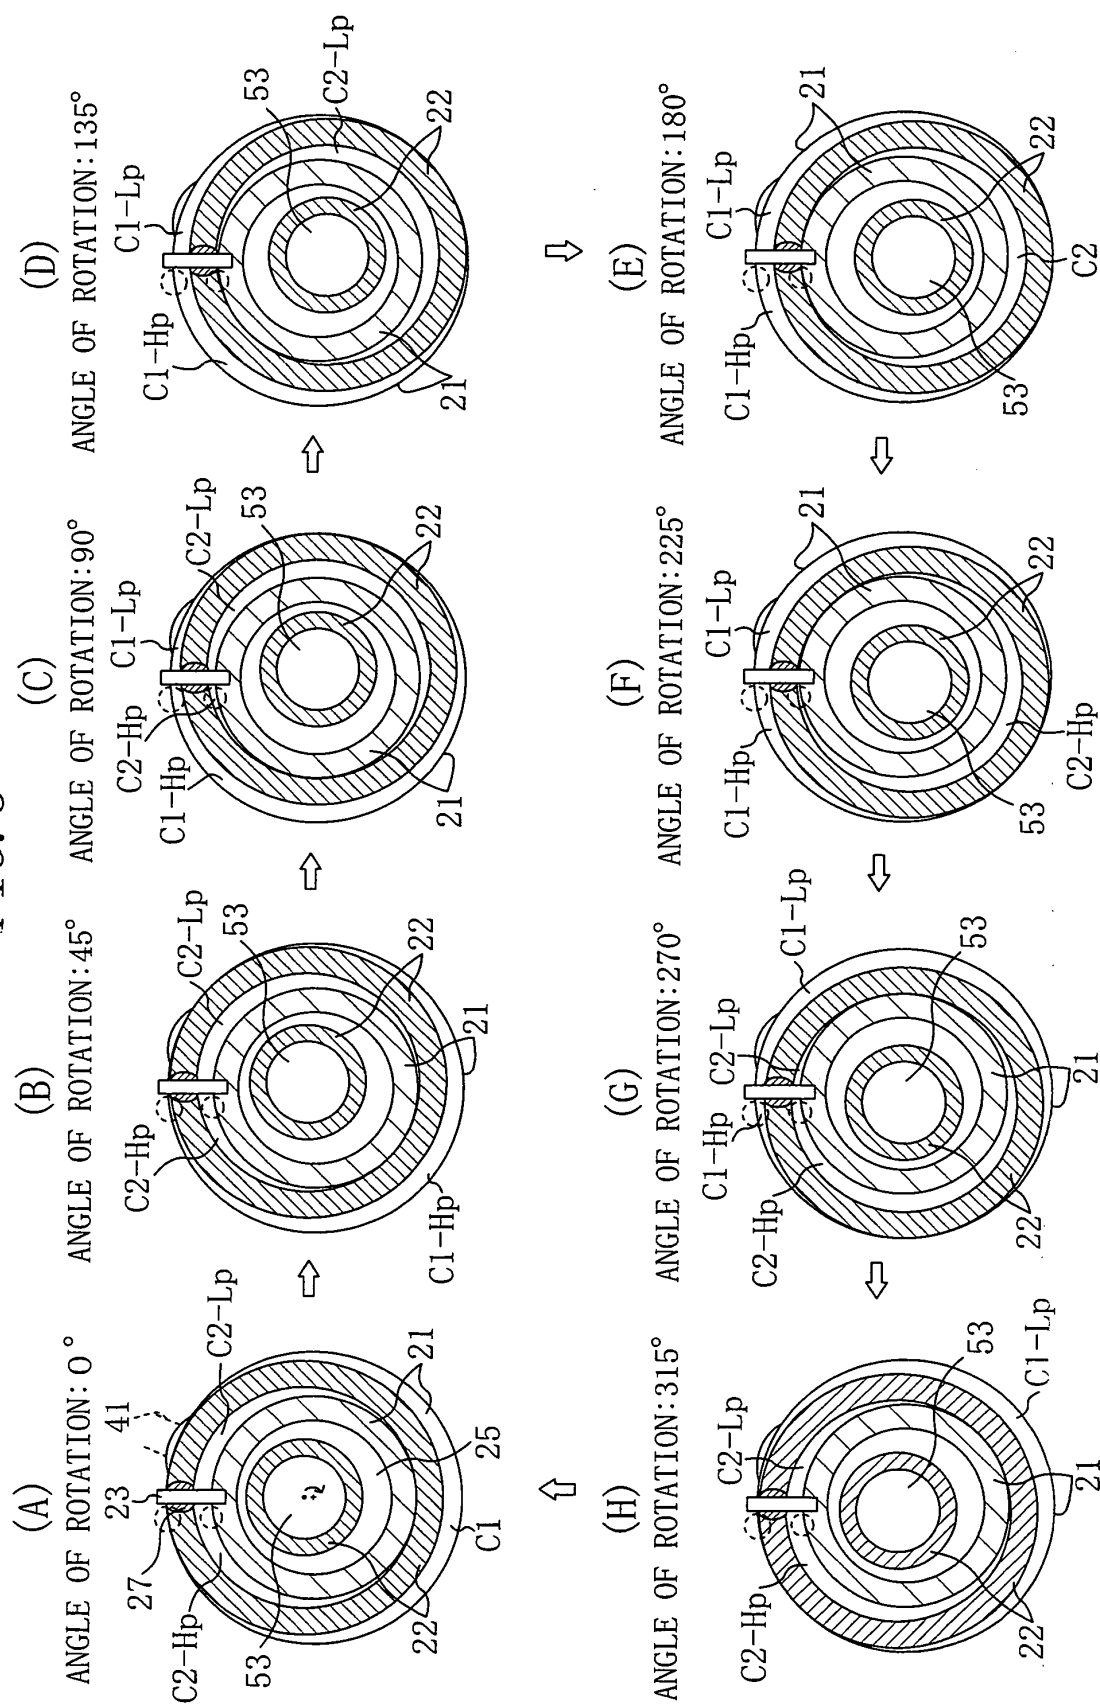 (A)
ANGLE OF ROTATION:0°
41
23
27
C2-Hp
C2-Lp
53
21
22
25
C1
(B)
ANGLE OF ROTATION:45°
C2-Hp
C2-Lp
53
22
21
C1-Hp
(C)
ANGLE OF ROTATION:90°
C1-Lp
C2-Hp
C1-Hp
C2-Lp
53
22
21
(D)
ANGLE OF ROTATION:135°
C1-Lp
C1-Hp
53
C2-Lp
22
21
(H)
ANGLE OF ROTATION:315°
C2-Lp
C2-Hp
53
C1-Lp
22
21
(G)
ANGLE OF ROTATION:270°
C2-Lp
C1-Hp
C2-Hp
C1-Lp
53
22
21
(F)
ANGLE OF ROTATION:225°
C1-Lp
C1-Hp
21
22
53
C2-Hp
(E)
ANGLE OF ROTATION:180°
C1-Lp
C1-Hp
21
22
53
C2